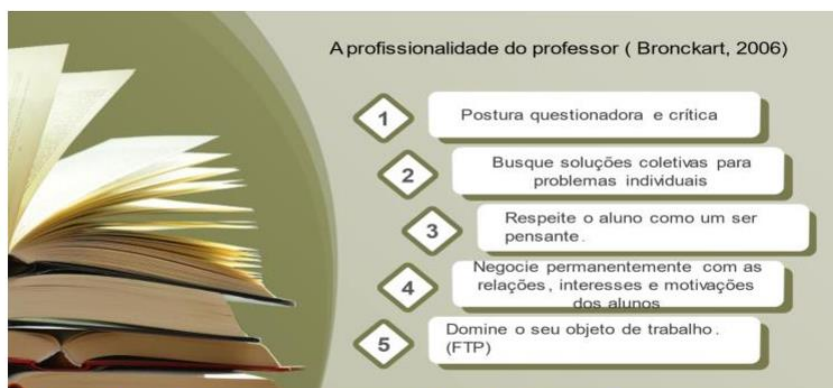 A profissionalidade do professor ( Bronckart, 2006)
1
Postura questionadora e crítica
2
Busque soluções coletivas para
problemas individuais
3
Respeite o aluno como um ser
pensante.
4
Negocie permanentemente com as
relações, interesses e motivações
dos alunos
5
Domine o seu objeto de trabalho.
(FTP)